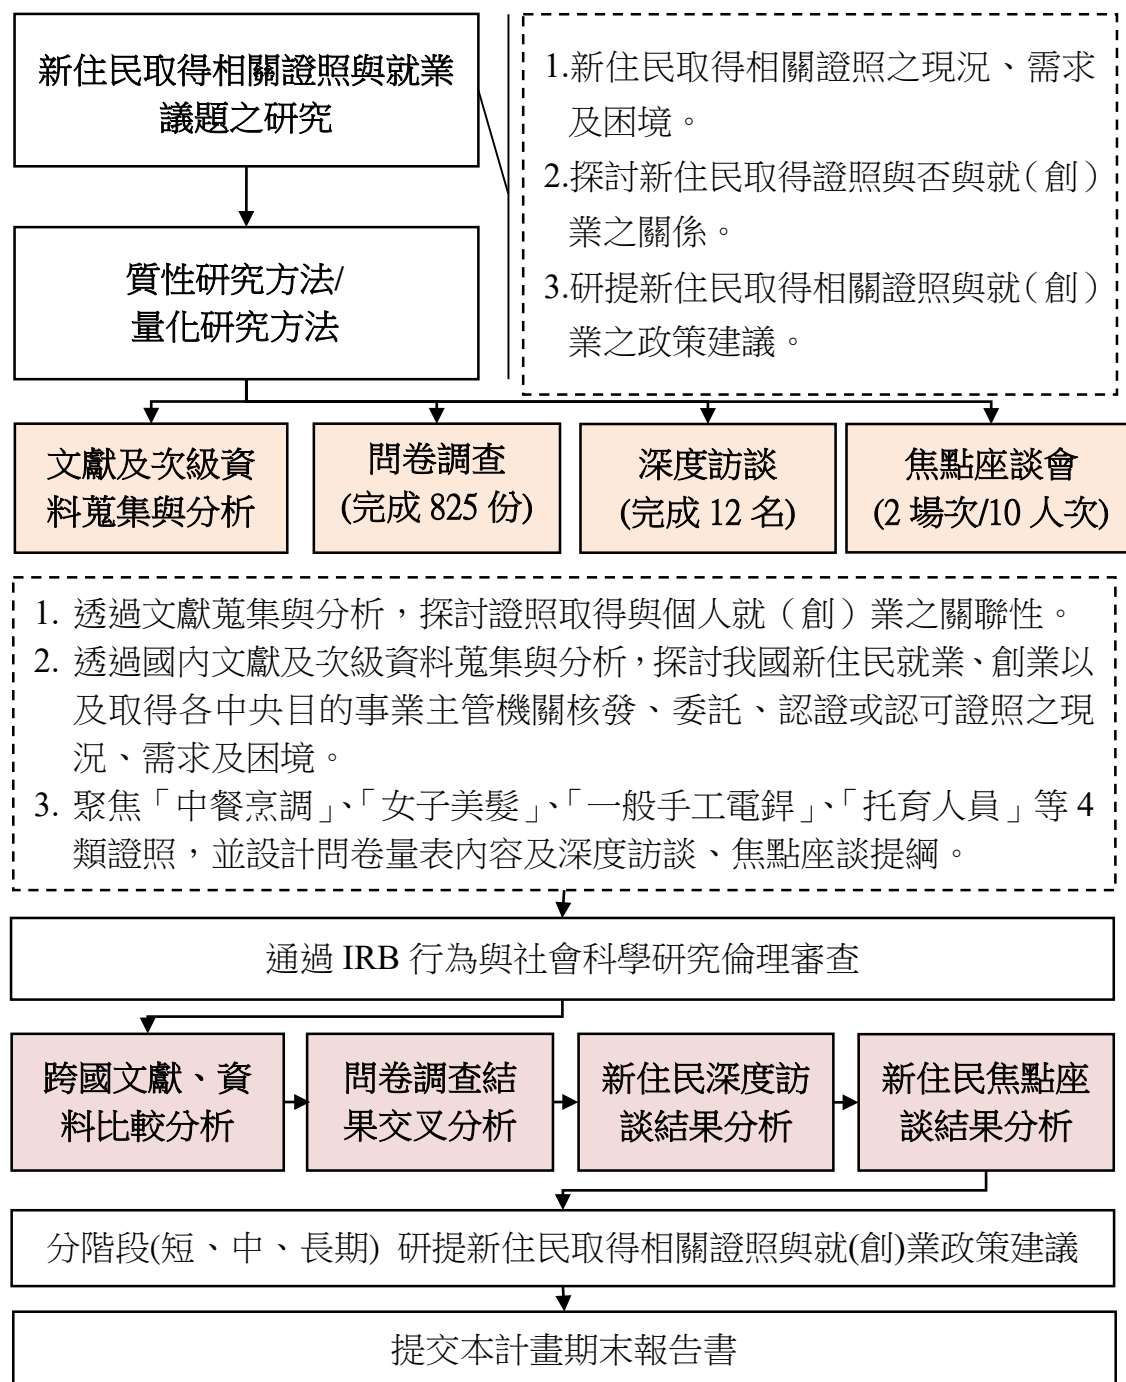 新住民取得相關證照與就業
議題之研究
1.新住民取得相關證照之現況、需求
及困境。
2.探討新住民取得證照與否與就（創）
業之關係。
3.研提新住民取得相關證照與就（創）
業之政策建議。
質性研究方法/
量化研究方法
文獻及次級資
料蒐集與分析
問卷調查
(完成 825 份)
深度訪談
(完成 12 名)
焦點座談會
(2 場次/10 人次)
1. 透過文獻蒐集與分析，探討證照取得與個人就（創）業之關聯性。
2. 透過國內文獻及次級資料蒐集與分析，探討我國新住民就業、創業以
及取得各中央目的事業主管機關核發、委託、認證或認可證照之現
況、需求及困境。
3. 聚焦「中餐烹調」、「女子美髮」、「一般手工電銲」、「托育人員」等 4
類證照，並設計問卷量表內容及深度訪談、焦點座談提綱。
通過 IRB 行為與社會科學研究倫理審查
跨國文獻、資
料比較分析
問卷調查結
果交叉分析
新住民深度訪
談結果分析
新住民焦點座
談結果分析
分階段(短、中、長期) 研提新住民取得相關證照與就(創)業政策建議
提交本計畫期末報告書